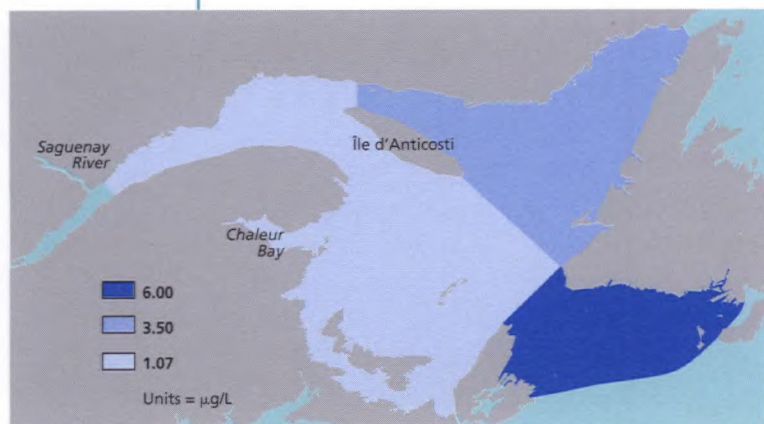 Île d'Anticosti
Saguenay
River
Chaleur
Bay
6.00
3.50
1.07
Units = µg/L